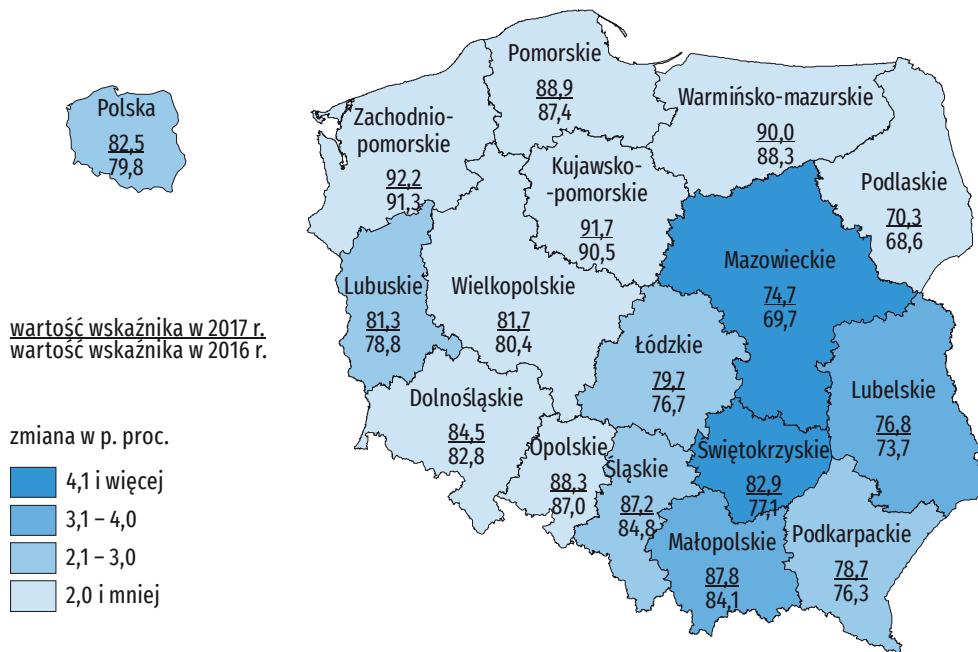 Polska
82,5
79,8
Pomorskie
88,9
87,4
Warmińsko-mazurskie
90,0
88,3
Zachodnio-
pomorskie
92,2
91,3
Kujawsko-
-pomorskie
91,7
90,5
Podlaskie
70,3
68,6
Mazowieckie
74,7
69,7
Lubuskie
81,3
78,8
Wielkopolskie
81,7
80,4
Łódzkie
79,7
76,7
Lubelskie
76,8
73,7
Dolnośląskie
84,5
82,8
Opolskie
88,3
87,0
Śląskie
87,2
84,8
Świętokrzyskie
82,9
77,1
Małopolskie
87,8
84,1
Podkarpackie
78,7
76,3
wartość wskaźnika w 2017 r.
wartość wskaźnika w 2016 r.
zmiana w p. proc.
4,1 i więcej
3,1 – 4,0
2,1 – 3,0
2,0 i mniej